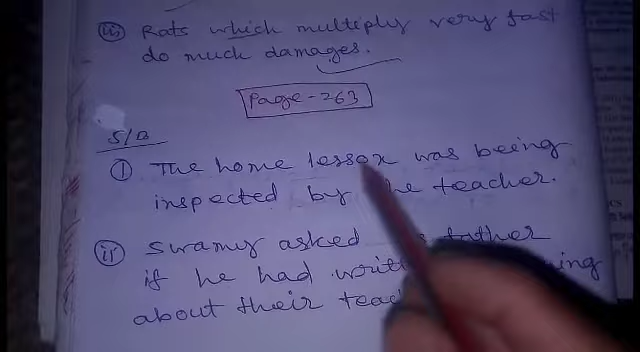 (iii) Rats which multiply very fast
do much damages.
Page-263
5/B
(i) The home lesson was being
inspected by the teacher.
(ii) Swamy asked father
if he had
about their